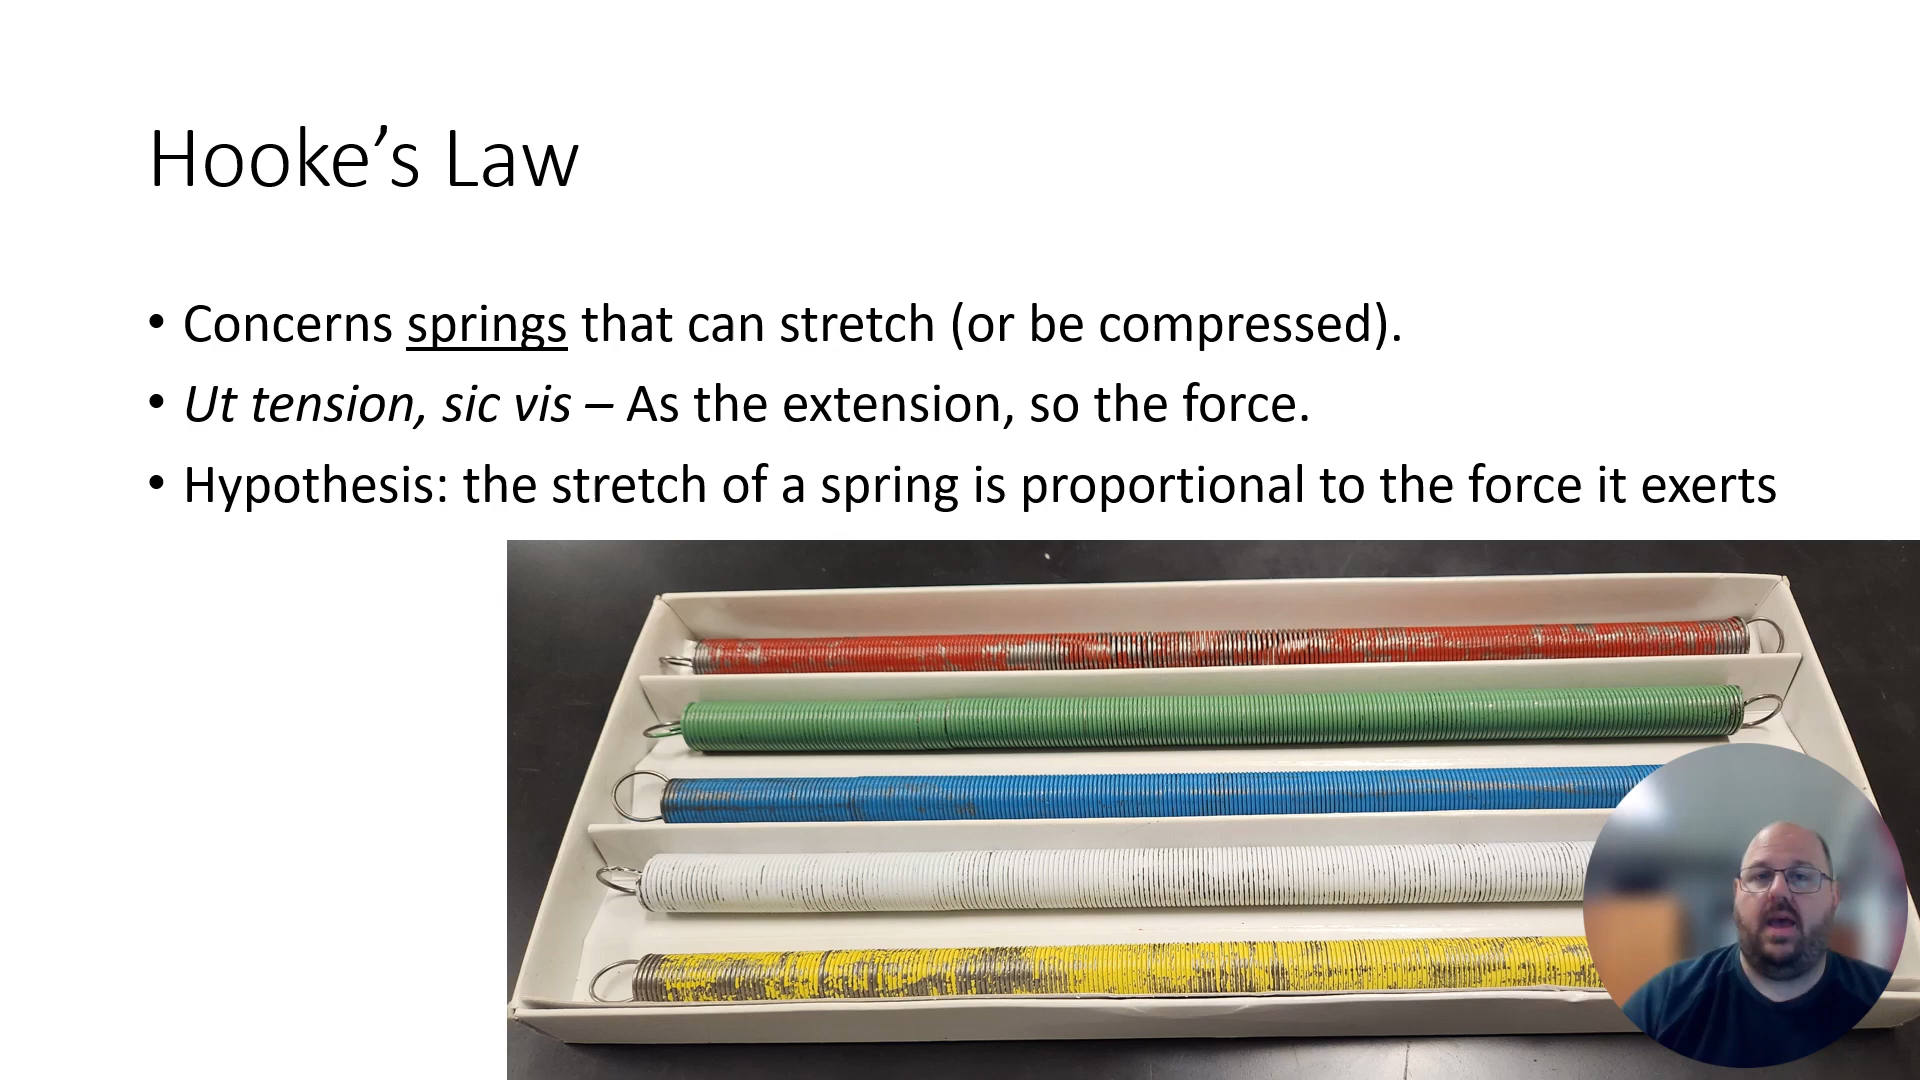 Hooke’s Law
• Concerns springs that can stretch (or be compressed).
• Ut tension, sic vis – As the extension, so the force.
• Hypothesis: the stretch of a spring is proportional to the force it exerts